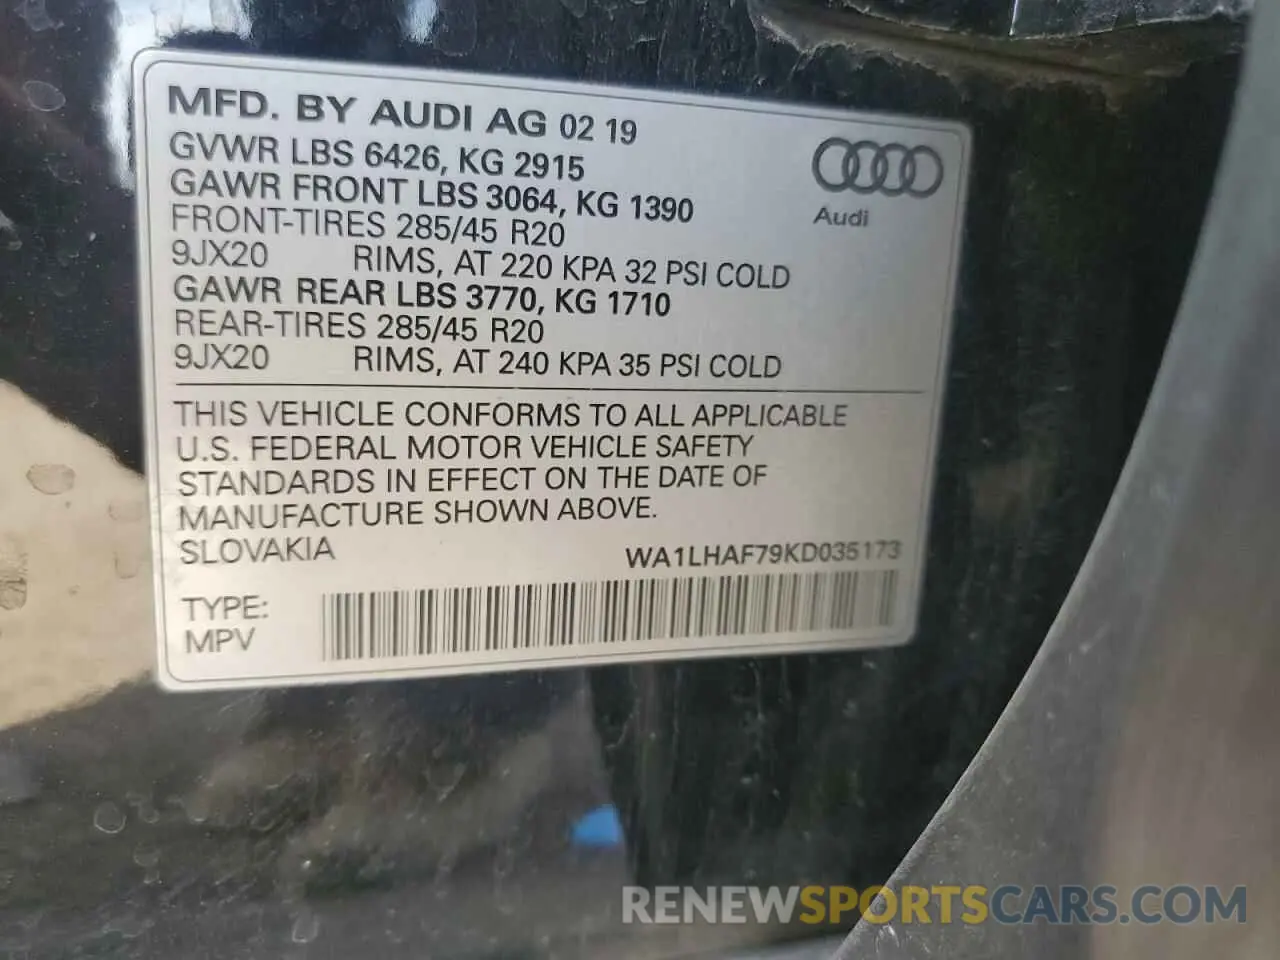 MFD. BY AUDI AG 02 19
GVWR LBS 6426, KG 2915
GAWR FRONT LBS 3064, KG 1390
FRONT-TIRES 285/45 R20
9JX20 RIMS, AT 220 KPA 32 PSI COLD
GAWR REAR LBS 3770, KG 1710
REAR-TIRES 285/45 R20
9JX20 RIMS, AT 240 KPA 35 PSI COLD
Audi
THIS VEHICLE CONFORMS TO ALL APPLICABLE
U.S. FEDERAL MOTOR VEHICLE SAFETY
STANDARDS IN EFFECT ON THE DATE OF
MANUFACTURE SHOWN ABOVE.
SLOVAKIA WA1LHAF79KD035173
TYPE:
MPV
RENEWSPORTSCARS.COM